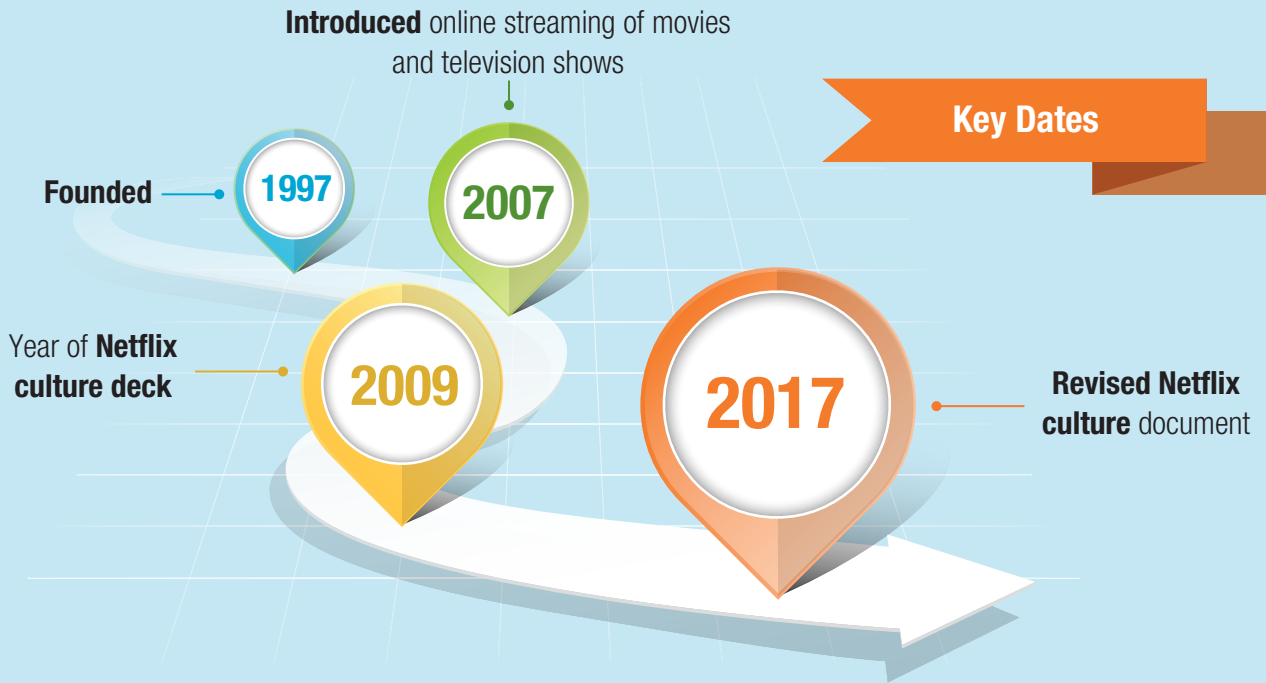 Introduced online streaming of movies
and television shows
Key Dates
Founded
1997
2007
Year of Netflix
culture deck
2009
2017
Revised Netflix
culture document